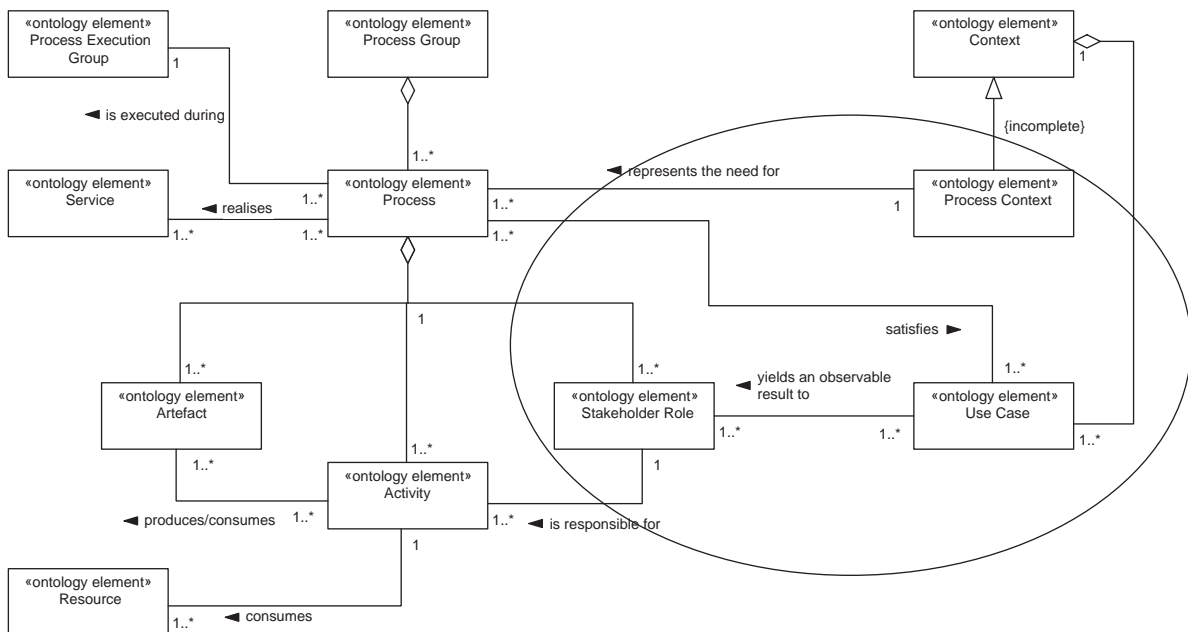 «ontology element»
Process Execution
Group
1
«ontology element»
Process Group
«ontology element»
Context
1
◄ is executed during
{incomplete}
1..*
◄ represents the need for
«ontology element»
Service
◄ realises
1..*
1..*
1..*
«ontology element»
Process
1..*
1..*
1
«ontology element»
Process Context
1
satisfies ►
1..*
1..*
1..*
◄ yields an observable
result to
«ontology element»
Artefact
«ontology element»
Stakeholder Role
«ontology element»
Use Case
1..*
1..*
1..*
1..*
1..*
1
«ontology element»
Activity
◄ produces/consumes
1..*
1..*
◄ is responsible for
1
«ontology element»
Resource
◄ consumes
1..*